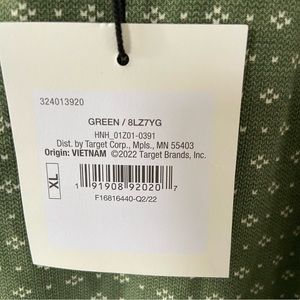 324013920
GREEN / 8LZ7YG
HNH_01Z01-0391
Dist. by Target Corp., Mpls., MN 55403
Origin: VIETNAM ©2022 Target Brands, Inc.
XL
1 91908 92020 7
F16816440-Q2/22